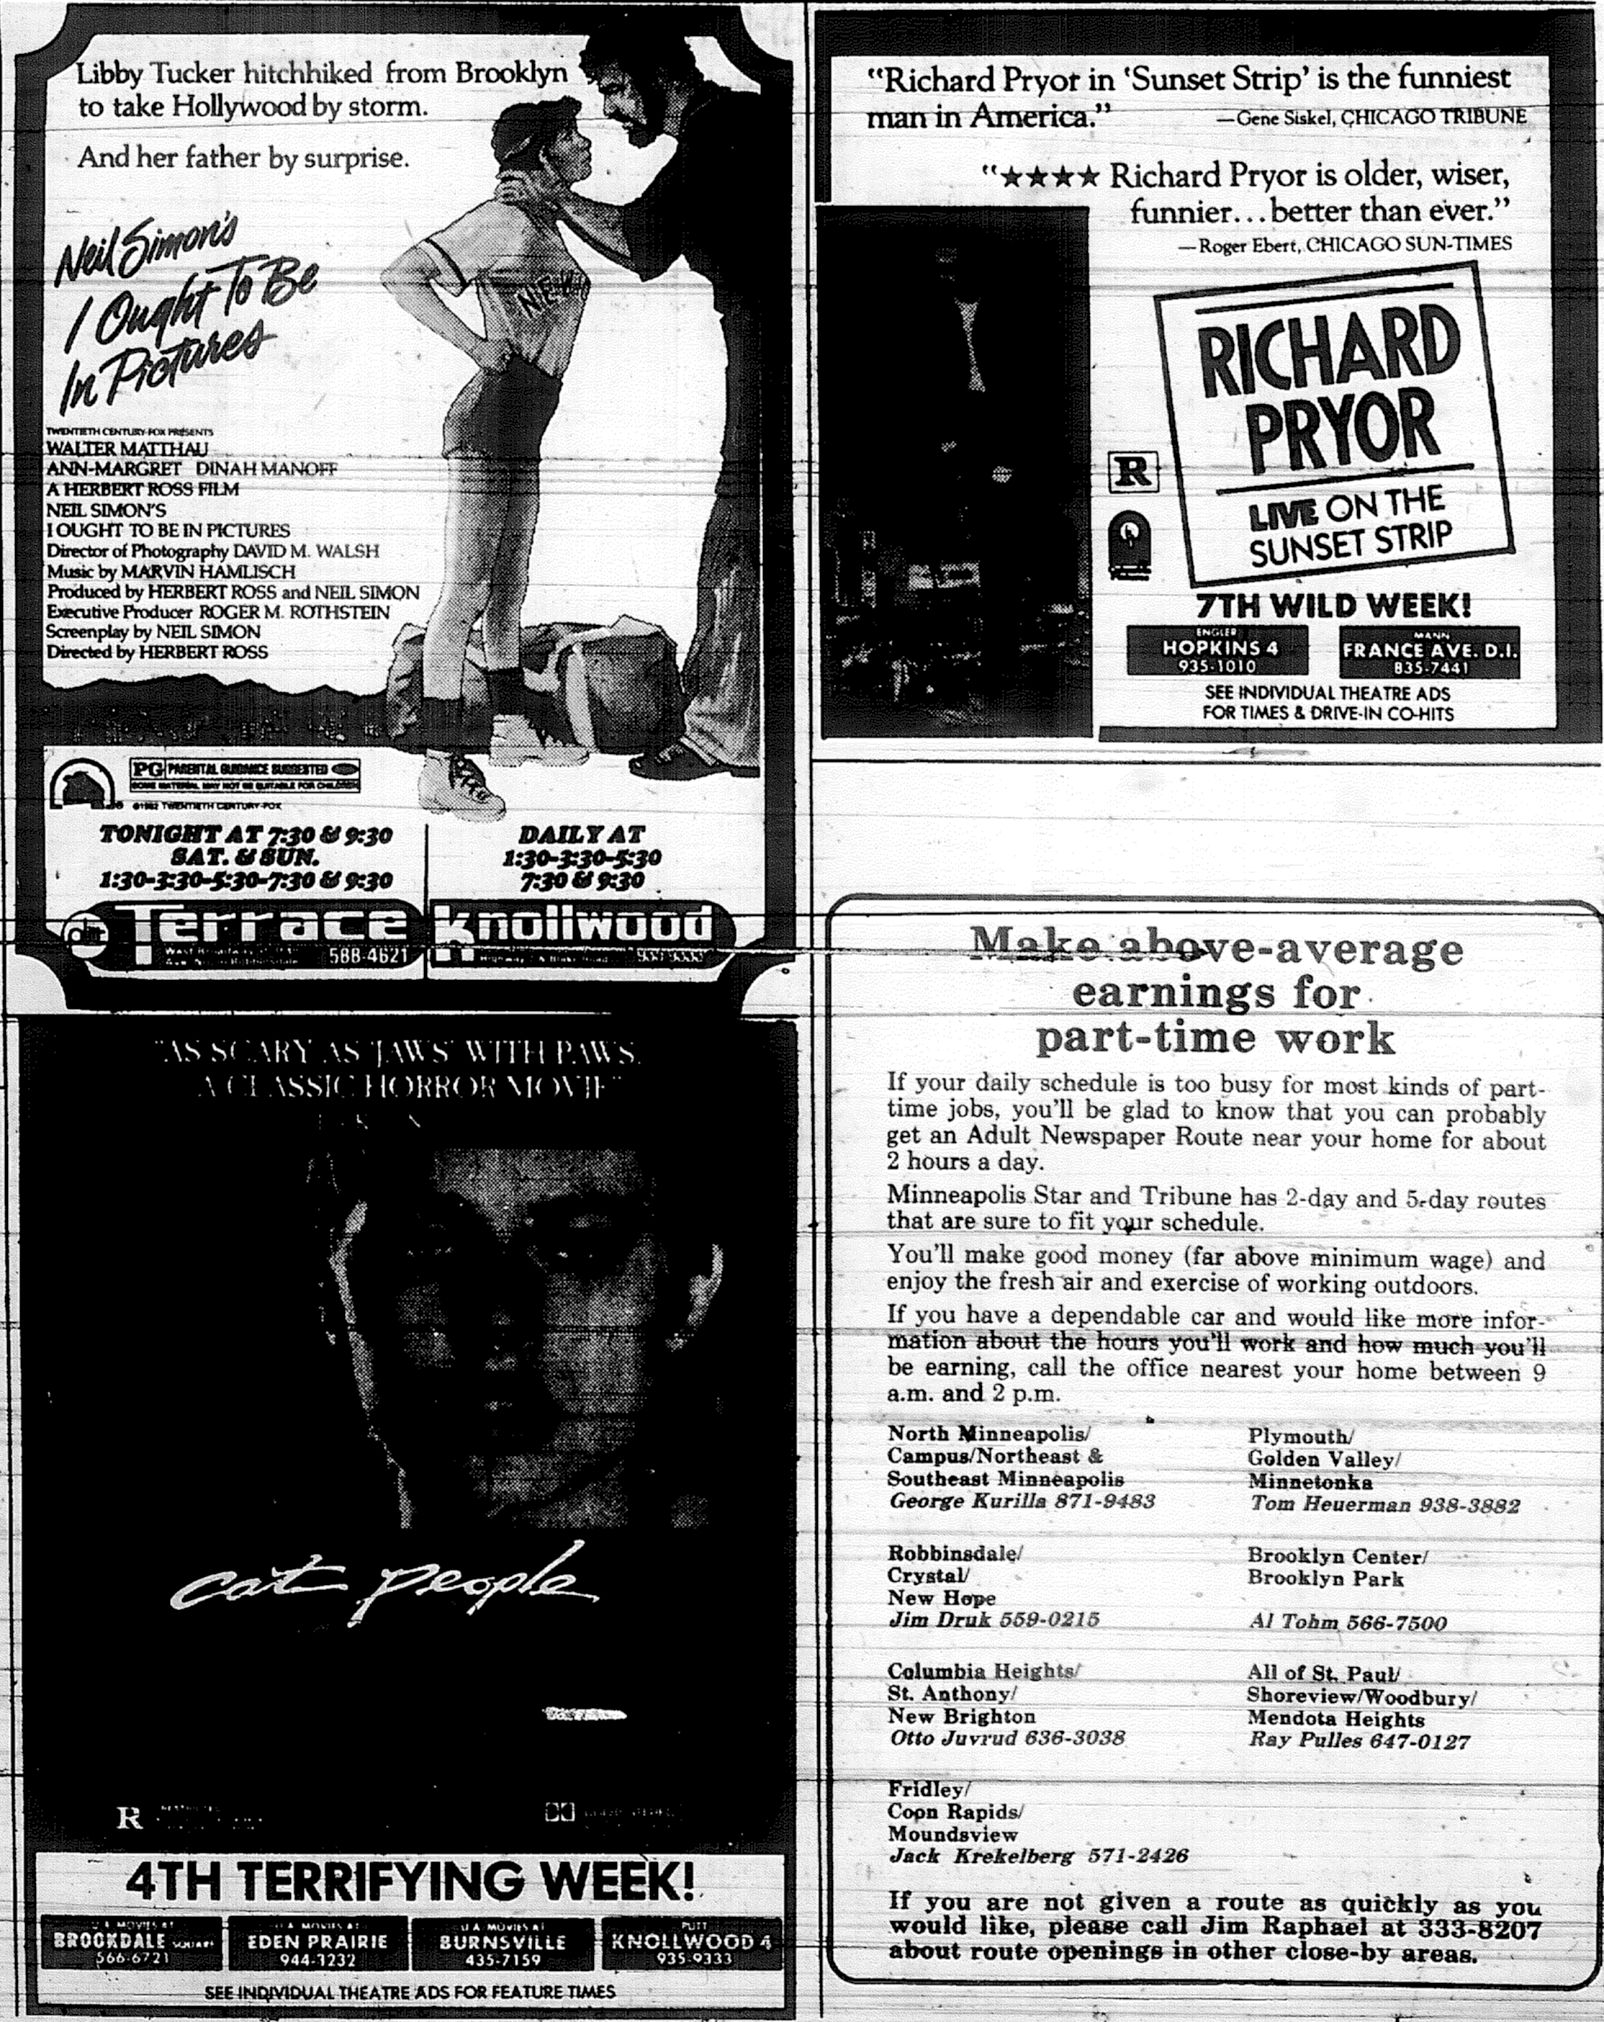 Libby Tucker hitchhiked from Brooklyn
to take Hollywood by storm.
And her father by surprise.
Neil Simon's
I Ought To Be
In Pictures
TWENTIETH CENTURY-FOX PRESENTS
WALTER MATTHAU
ANN-MARGRET DINAH MANOFF
A HERBERT ROSS FILM
NEIL SIMON'S
I OUGHT TO BE IN PICTURES
Director of Photography DAVID M. WALSH
Music by MARVIN HAMLISCH
Produced by HERBERT ROSS and NEIL SIMON
Executive Producer ROGER M. ROTHSTEIN
Screenplay by NEIL SIMON
Directed by HERBERT ROSS
PG PARENTAL GUIDANCE SUGGESTED
SOME MATERIAL MAY NOT BE SUITABLE FOR CHILDREN
©1982 TWENTIETH CENTURY-FOX
TONIGHT AT 7:30 & 9:30
SAT. & SUN.
1:30-3:30-5:30-7:30 & 9:30
DAILY AT
1:30-3:30-5:30
7:30 & 9:30
Terrace
588-4621
Knollwood
"AS SCARY AS 'JAWS' WITH PAWS.
A CLASSIC HORROR MOVIE"
cat people
R
4TH TERRIFYING WEEK!
U.A. MOVIES AT
BROOKDALE SQUARE
566-6721
U.A. MOVIES AT
EDEN PRAIRIE
944-3232
U.A. MOVIES AT
BURNSVILLE
435-7159
PLITT
KNOLLWOOD 4
935-9333
SEE INDIVIDUAL THEATRE ADS FOR FEATURE TIMES
"Richard Pryor in 'Sunset Strip' is the funniest
man in America."
—Gene Siskel, CHICAGO TRIBUNE
"★★★★ Richard Pryor is older, wiser,
funnier...better than ever."
—Roger Ebert, CHICAGO SUN-TIMES
RICHARD
PRYOR
LIVE ON THE
SUNSET STRIP
R
7TH WILD WEEK!
ENGLER
HOPKINS 4
935-1010
MANN
FRANCE AVE. D.I.
835-7441
SEE INDIVIDUAL THEATRE ADS
FOR TIMES & DRIVE-IN CO-HITS
Make above-average
earnings for
part-time work
If your daily schedule is too busy for most kinds of part-
time jobs, you'll be glad to know that you can probably
get an Adult Newspaper Route near your home for about
2 hours a day.
Minneapolis Star and Tribune has 2-day and 5-day routes
that are sure to fit your schedule.
You'll make good money (far above minimum wage) and
enjoy the fresh air and exercise of working outdoors.
If you have a dependable car and would like more infor-
mation about the hours you'll work and how much you'll
be earning, call the office nearest your home between 9
a.m. and 2 p.m.
North Minneapolis/
Campus/Northeast &
Southeast Minneapolis
George Kurilla 871-9483
Plymouth/
Golden Valley/
Minnetonka
Tom Heuerman 938-3882
Robbinsdale/
Crystal/
New Hope
Jim Druk 559-0215
Brooklyn Center/
Brooklyn Park
Al Tohm 566-7500
Columbia Heights/
St. Anthony/
New Brighton
Otto Juvrud 636-3038
All of St. Paul/
Shoreview/Woodbury/
Mendota Heights
Ray Pulles 647-0127
Fridley/
Coon Rapids/
Moundsview
Jack Krekelberg 571-2426
If you are not given a route as quickly as you
would like, please call Jim Raphael at 333-8207
about route openings in other close-by areas.